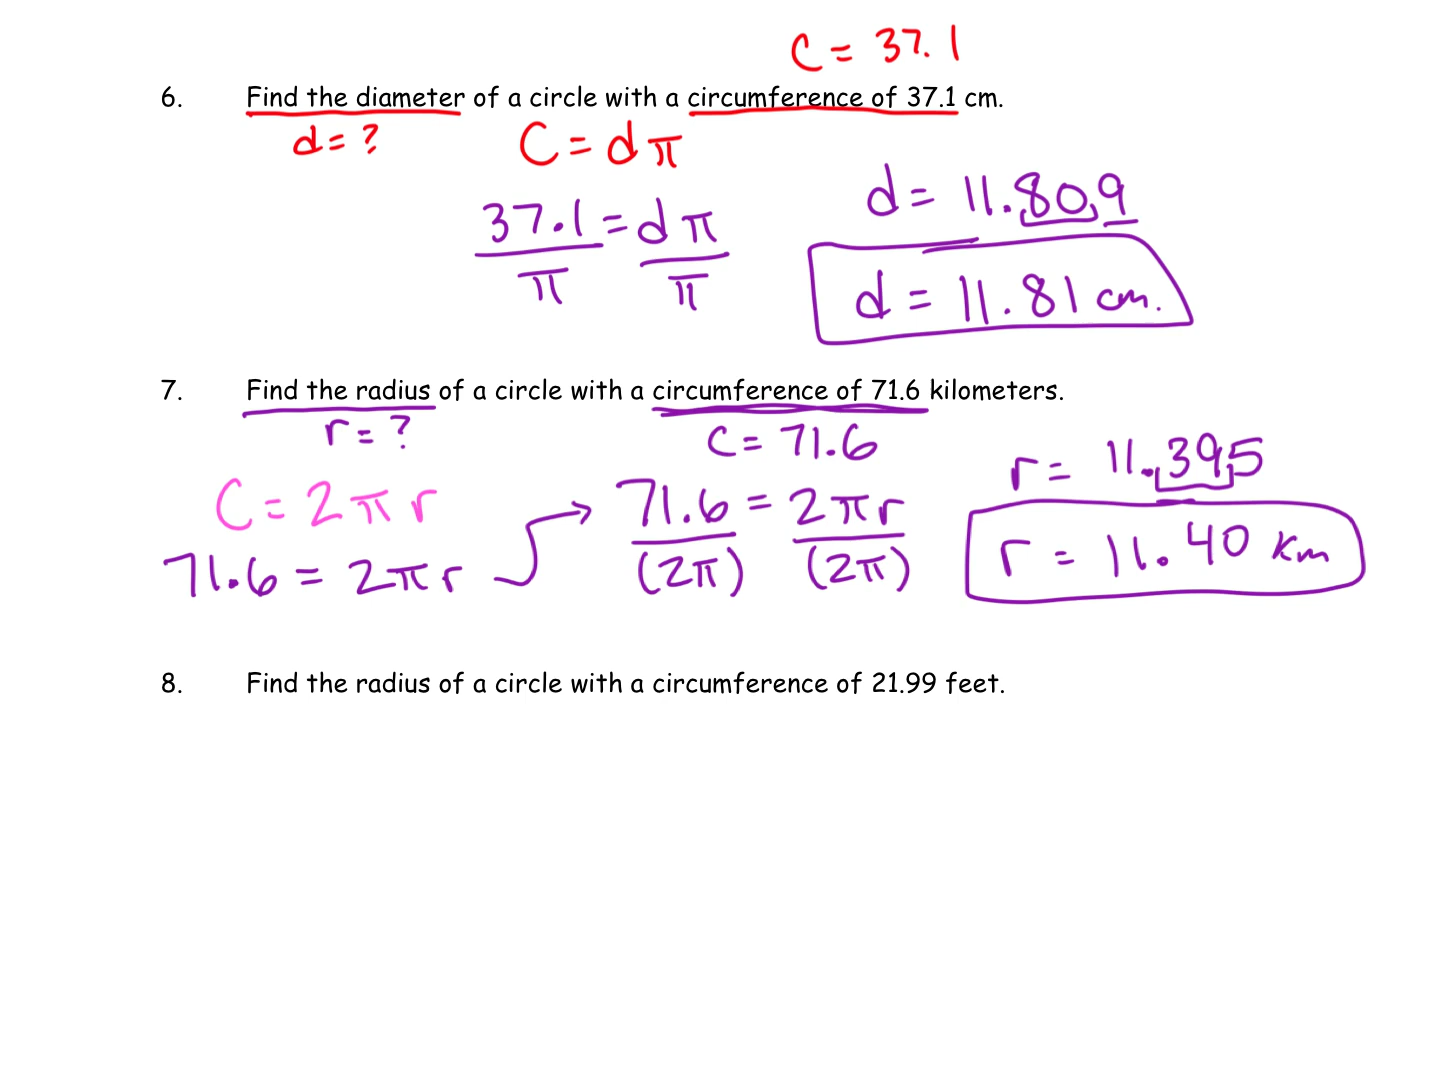 C = 37.1
6. Find the diameter of a circle with a circumference of 37.1 cm.
d = ? C = dπ
37.1 = dπ d = 11.809
π π d = 11.81 cm.
7. Find the radius of a circle with a circumference of 71.6 kilometers.
r = ? C = 71.6
r = 11.395
C = 2πr 71.6 = 2πr
71.6 = 2πr (2π) (2π) r = 11.40 km
8. Find the radius of a circle with a circumference of 21.99 feet.